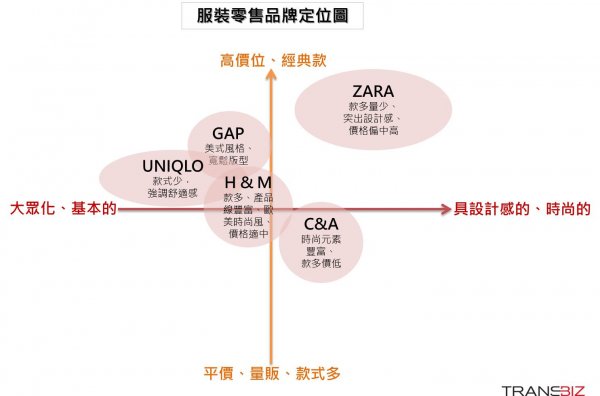 服裝零售品牌定位圖
高價位、經典款
ZARA
款多量少、
突出設計感、
價格偏中高
GAP
美式風格、
寬鬆版型
UNIQLO
款式少，
強調舒適感
H & M
款多、產品
線豐富、歐
美時尚風、
價格適中
大眾化、基本的
具設計感的、時尚的
C&A
時尚元素
豐富、
款多價低
平價、量販、款式多
TRANSBIZ